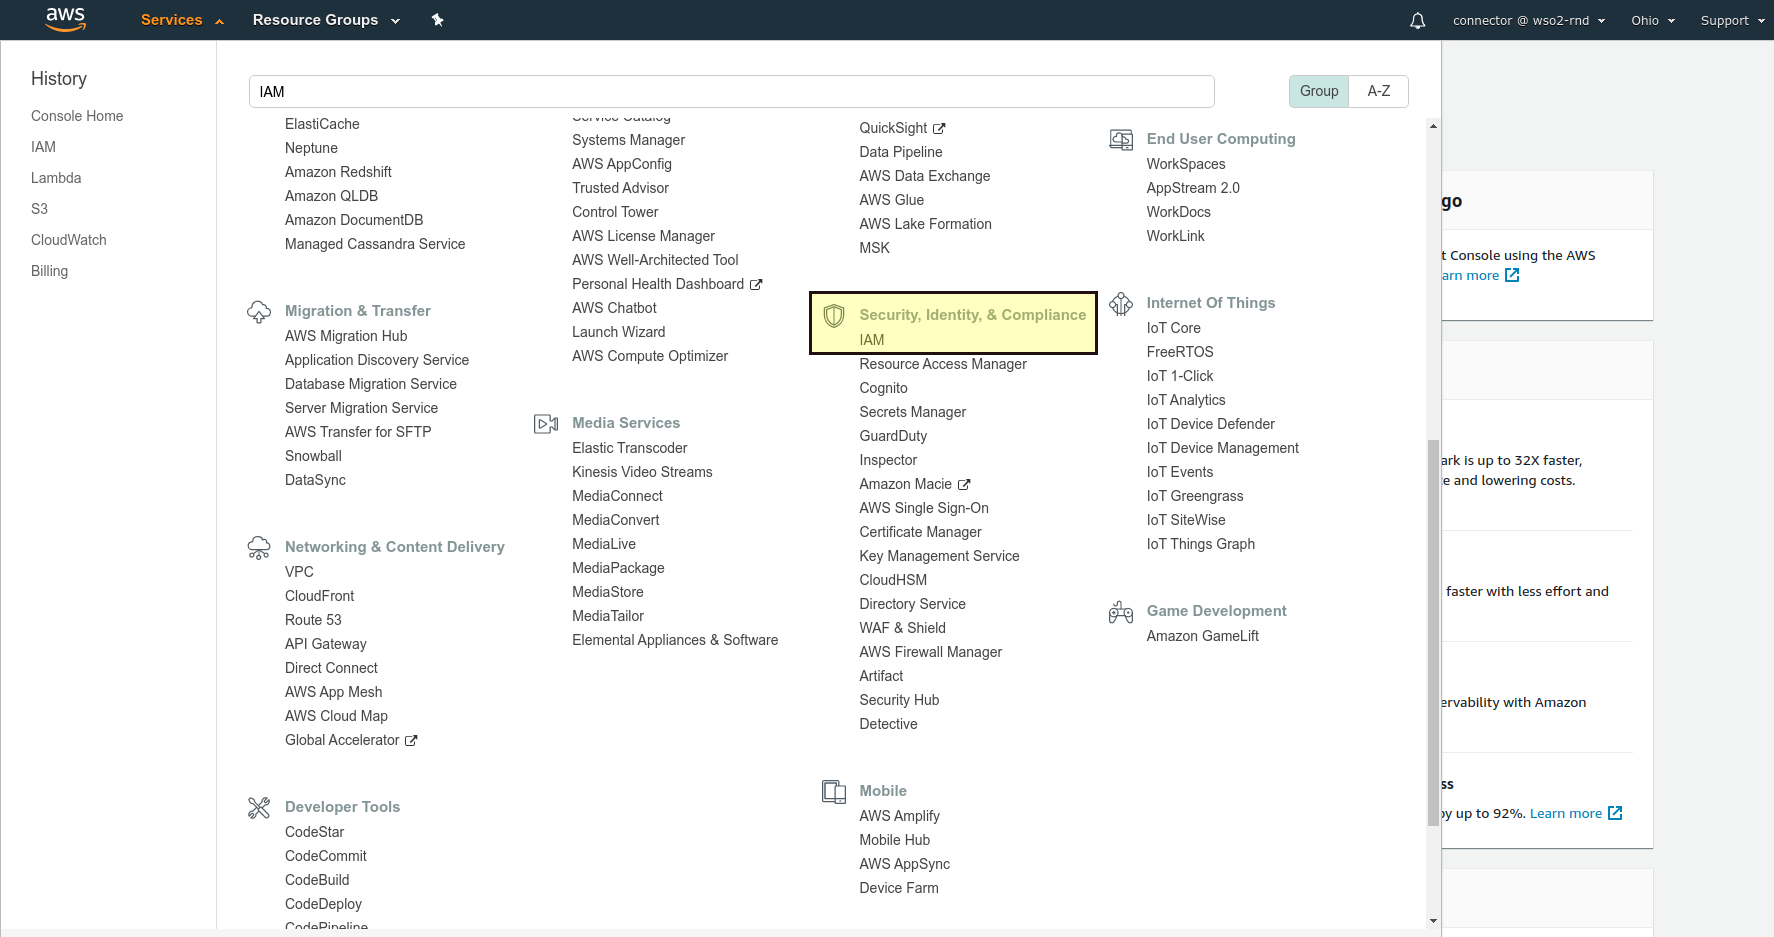 aws
Services
Resource Groups
connector @ wso2-rnd
Ohio
Support
History
Console Home
IAM
Lambda
S3
CloudWatch
Billing
IAM
Group
A-Z
ElastiCache
Neptune
Amazon Redshift
Amazon QLDB
Amazon DocumentDB
Managed Cassandra Service
Migration & Transfer
AWS Migration Hub
Application Discovery Service
Database Migration Service
Server Migration Service
AWS Transfer for SFTP
Snowball
DataSync
Networking & Content Delivery
VPC
CloudFront
Route 53
API Gateway
Direct Connect
AWS App Mesh
AWS Cloud Map
Global Accelerator
Developer Tools
CodeStar
CodeCommit
CodeBuild
CodeDeploy
CodePipeline
Service Catalog
Systems Manager
AWS AppConfig
Trusted Advisor
Control Tower
AWS License Manager
AWS Well-Architected Tool
Personal Health Dashboard
AWS Chatbot
Launch Wizard
AWS Compute Optimizer
Media Services
Elastic Transcoder
Kinesis Video Streams
MediaConnect
MediaConvert
MediaLive
MediaPackage
MediaStore
MediaTailor
Elemental Appliances & Software
QuickSight
Data Pipeline
AWS Data Exchange
AWS Glue
AWS Lake Formation
MSK
Security, Identity, & Compliance
IAM
Resource Access Manager
Cognito
Secrets Manager
GuardDuty
Inspector
Amazon Macie
AWS Single Sign-On
Certificate Manager
Key Management Service
CloudHSM
Directory Service
WAF & Shield
AWS Firewall Manager
Artifact
Security Hub
Detective
Mobile
AWS Amplify
Mobile Hub
AWS AppSync
Device Farm
End User Computing
WorkSpaces
AppStream 2.0
WorkDocs
WorkLink
Internet Of Things
IoT Core
FreeRTOS
IoT 1-Click
IoT Analytics
IoT Device Defender
IoT Device Management
IoT Events
IoT Greengrass
IoT SiteWise
IoT Things Graph
Game Development
Amazon GameLift
go
t Console using the AWS
arn more
ark is up to 32X faster,
e and lowering costs.
faster with less effort and
ervability with Amazon
ss
by up to 92%. Learn more